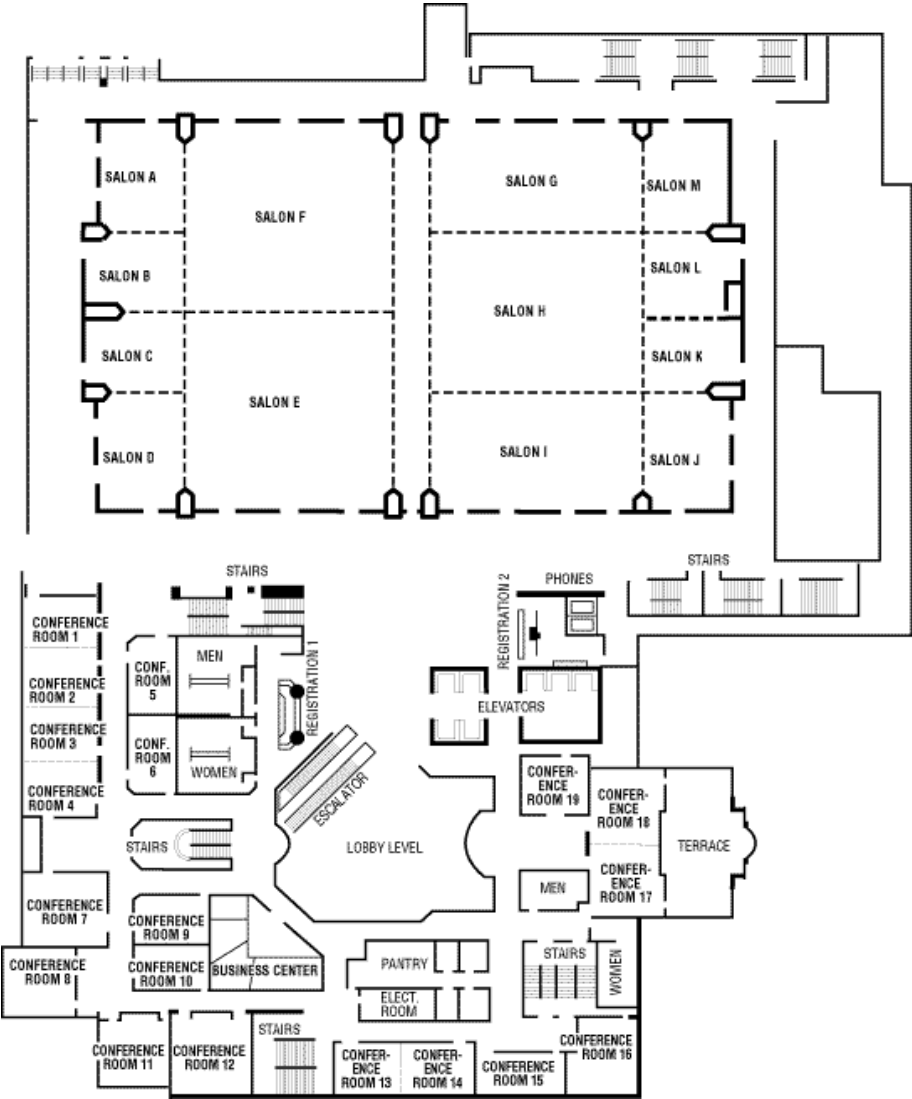 SALON A
SALON F
SALON G
SALON M
SALON B
SALON L
SALON H
SALON C
SALON K
SALON E
SALON D
SALON I
SALON J
STAIRS
STAIRS
PHONES
REGISTRATION 2
CONFERENCE
ROOM 1
MEN
CONF.
ROOM
5
REGISTRATION 1
CONFERENCE
ROOM 2
ELEVATORS
CONFERENCE
ROOM 3
CONF.
ROOM
6
WOMEN
CONFERENCE
ROOM 4
ESCALATOR
CONFER-
ENCE
ROOM 19
CONFER-
ENCE
ROOM 18
STAIRS
LOBBY LEVEL
TERRACE
CONFER-
ENCE
ROOM 17
MEN
CONFERENCE
ROOM 7
CONFERENCE
ROOM 9
CONFERENCE
ROOM 8
CONFERENCE
ROOM 10
BUSINESS CENTER
PANTRY
STAIRS
WOMEN
ELECT.
ROOM
STAIRS
CONFERENCE
ROOM 11
CONFERENCE
ROOM 12
CONFER-
ENCE
ROOM 13
CONFER-
ENCE
ROOM 14
CONFERENCE
ROOM 15
CONFERENCE
ROOM 16